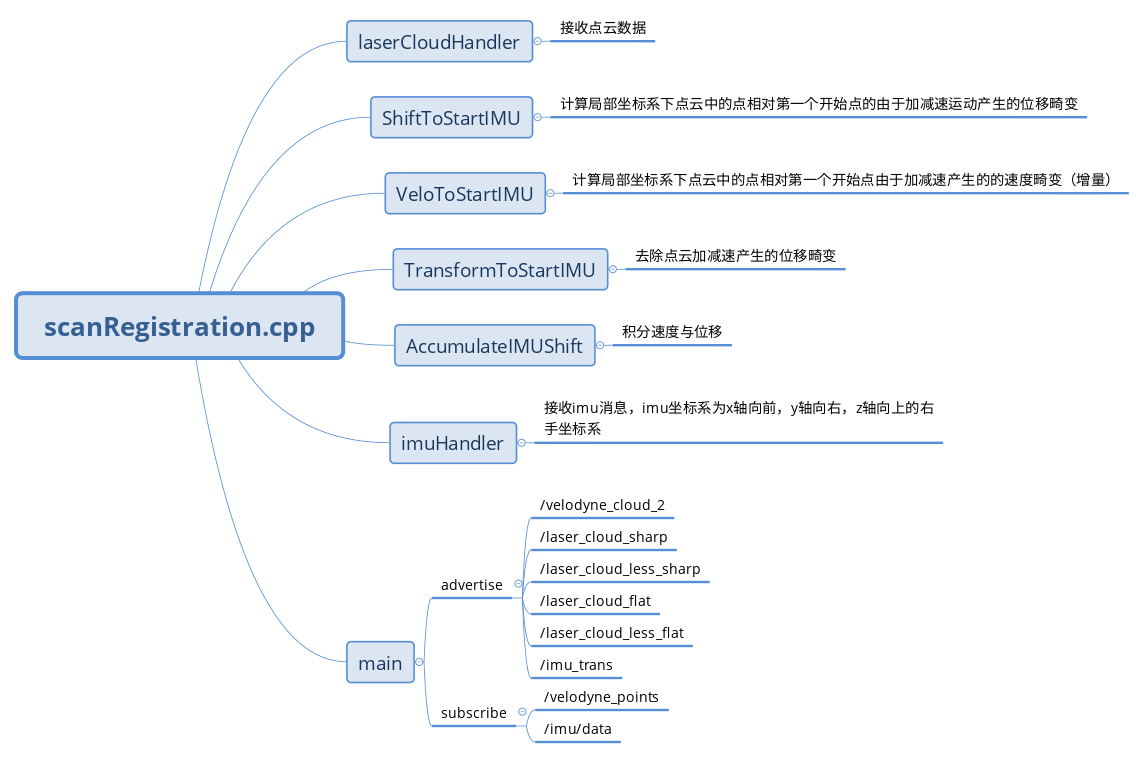 scanRegistration.cpp
laserCloudHandler
接收点云数据
ShiftToStartIMU
计算局部坐标系下点云中的点相对第一个开始点的由于加减速运动产生的位移畸变
VeloToStartIMU
计算局部坐标系下点云中的点相对第一个开始点由于加减速产生的的速度畸变（增量）
TransformToStartIMU
去除点云加减速产生的位移畸变
AccumulateIMUShift
积分速度与位移
imuHandler
接收imu消息，imu坐标系为x轴向前，y轴向右，z轴向上的右
手坐标系
main
advertise
/velodyne_cloud_2
/laser_cloud_sharp
/laser_cloud_less_sharp
/laser_cloud_flat
/laser_cloud_less_flat
/imu_trans
subscribe
/velodyne_points
/imu/data